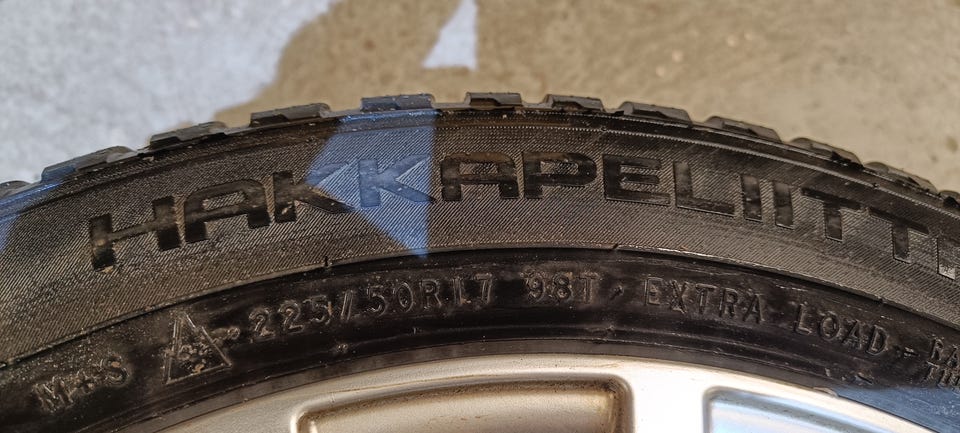 HAKKAPELIITT
M+S 225/50R17 98T EXTRA LOAD